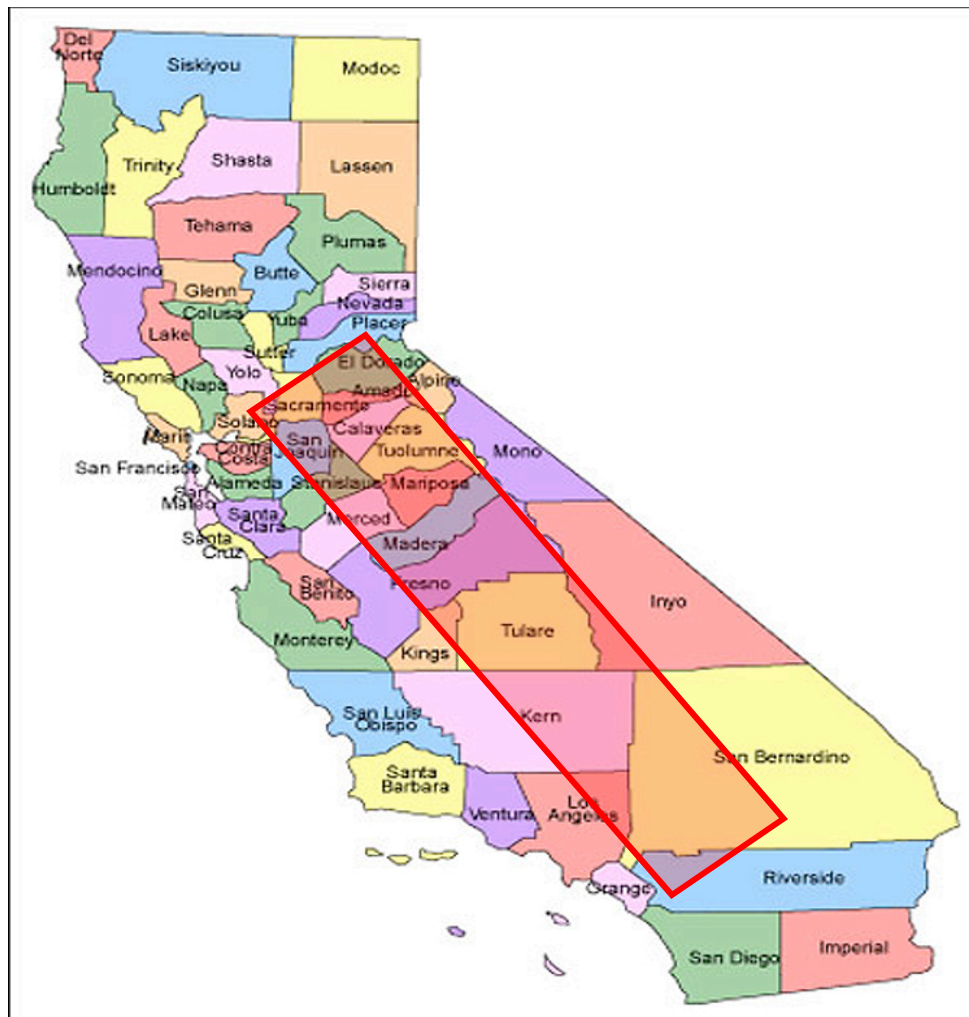 Del
Norte
Siskiyou
Modoc
Humboldt
Trinity
Shasta
Lassen
Tehama
Plumas
Mendocino
Glenn
Butte
Sierra
Nevada
Placer
Colusa
Yuba
Lake
Sutter
Yolo
El Dorado
Sonoma
Napa
Alpine
Amador
Sacramento
Solano
Marin
Calaveras
San
Joaquin
Contra
Costa
Tuolumne
Mono
San Francisco
Alameda
Stanislaus
Mariposa
San
Mateo
Santa
Clara
Merced
Santa
Cruz
Madera
San
Benito
Fresno
Inyo
Monterey
Kings
Tulare
San Luis
Obispo
Kern
San Bernardino
Santa
Barbara
Ventura
Los
Angeles
Orange
Riverside
San Diego
Imperial